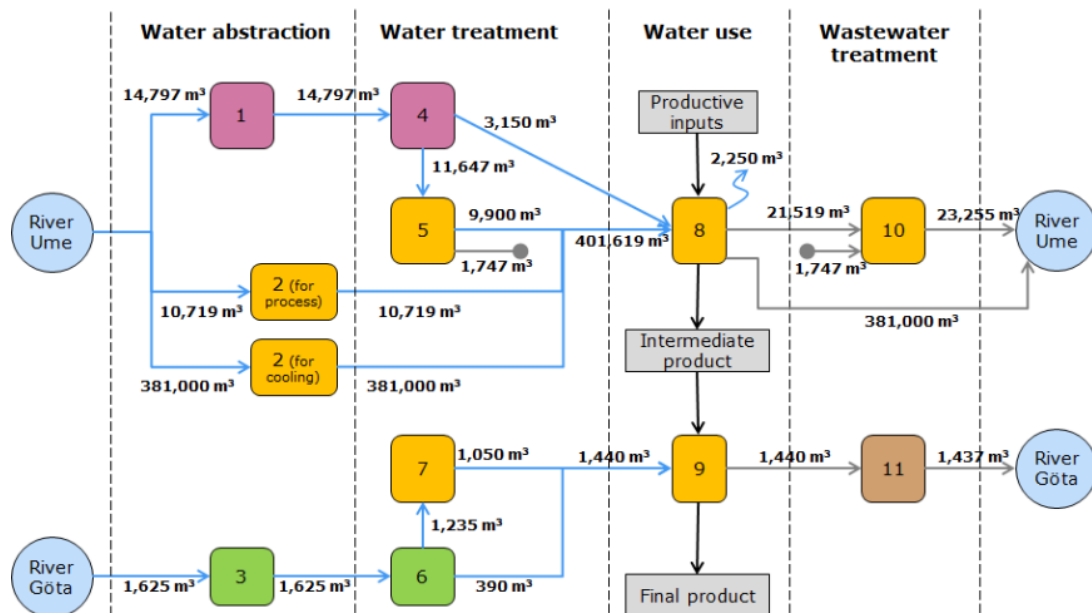 Water abstraction
Water treatment
Water use
Wastewater
treatment
14,797 m³
1
14,797 m³
4
3,150 m³
Productive
inputs
2,250 m³
11,647 m³
River
Ume
5
9,900 m³
1,747 m³
401,619 m³
8
21,519 m³
1,747 m³
10
23,255 m³
River
Ume
2 (for
process)
10,719 m³
10,719 m³
381,000 m³
2 (for
cooling)
381,000 m³
381,000 m³
Intermediate
product
7
1,050 m³
1,440 m³
9
1,440 m³
11
1,437 m³
River
Göta
1,235 m³
River
Göta
1,625 m³
3
1,625 m³
6
390 m³
Final product